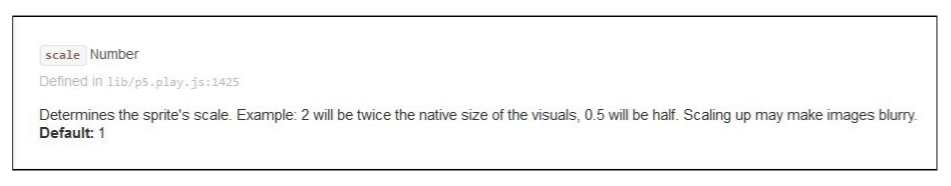 scale Number
Defined in lib/p5.play.js:1425
Determines the sprite's scale. Example: 2 will be twice the native size of the visuals, 0.5 will be half. Scaling up may make images blurry.
Default: 1